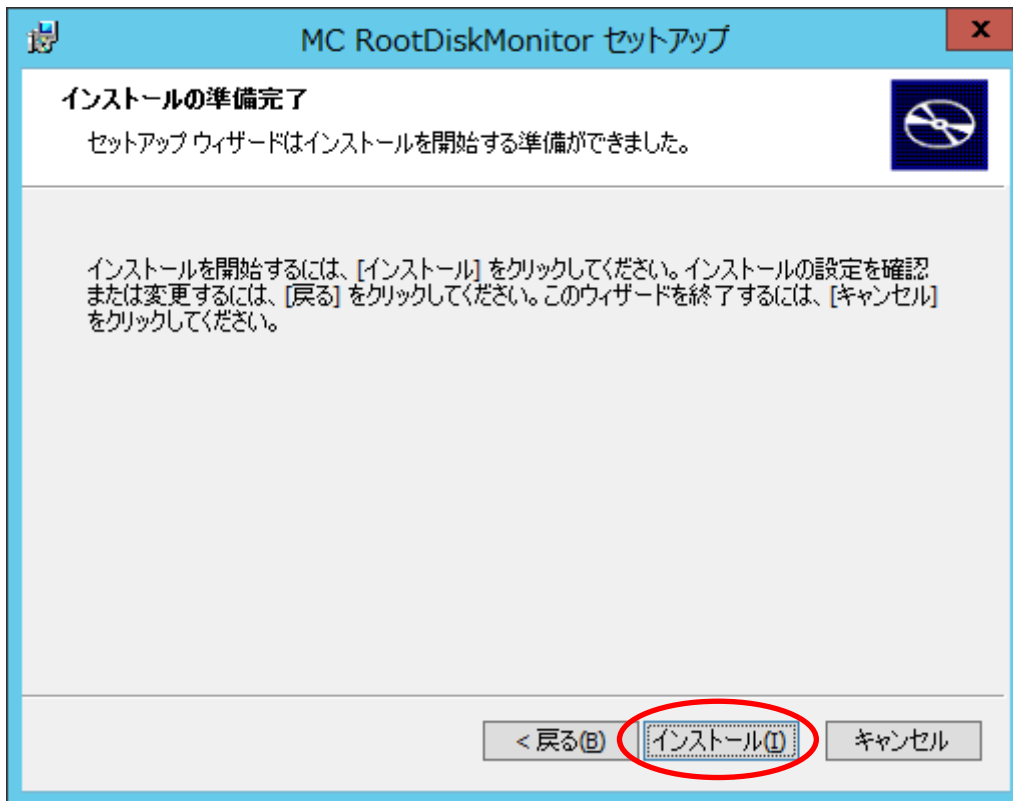 MC RootDiskMonitor セットアップ
x
インストールの準備完了
セットアップ ウィザードはインストールを開始する準備ができました。
インストールを開始するには、[インストール] をクリックしてください。インストールの設定を確認
または変更するには、[戻る] をクリックしてください。このウィザードを終了するには、[キャンセル]
をクリックしてください。
< 戻る(B)
インストール(I)
キャンセル